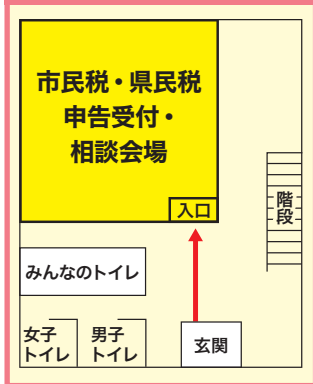 市民税・県民税
申告受付・
相談会場
入口
階段
みんなのトイレ
女子
トイレ
男子
トイレ
玄関